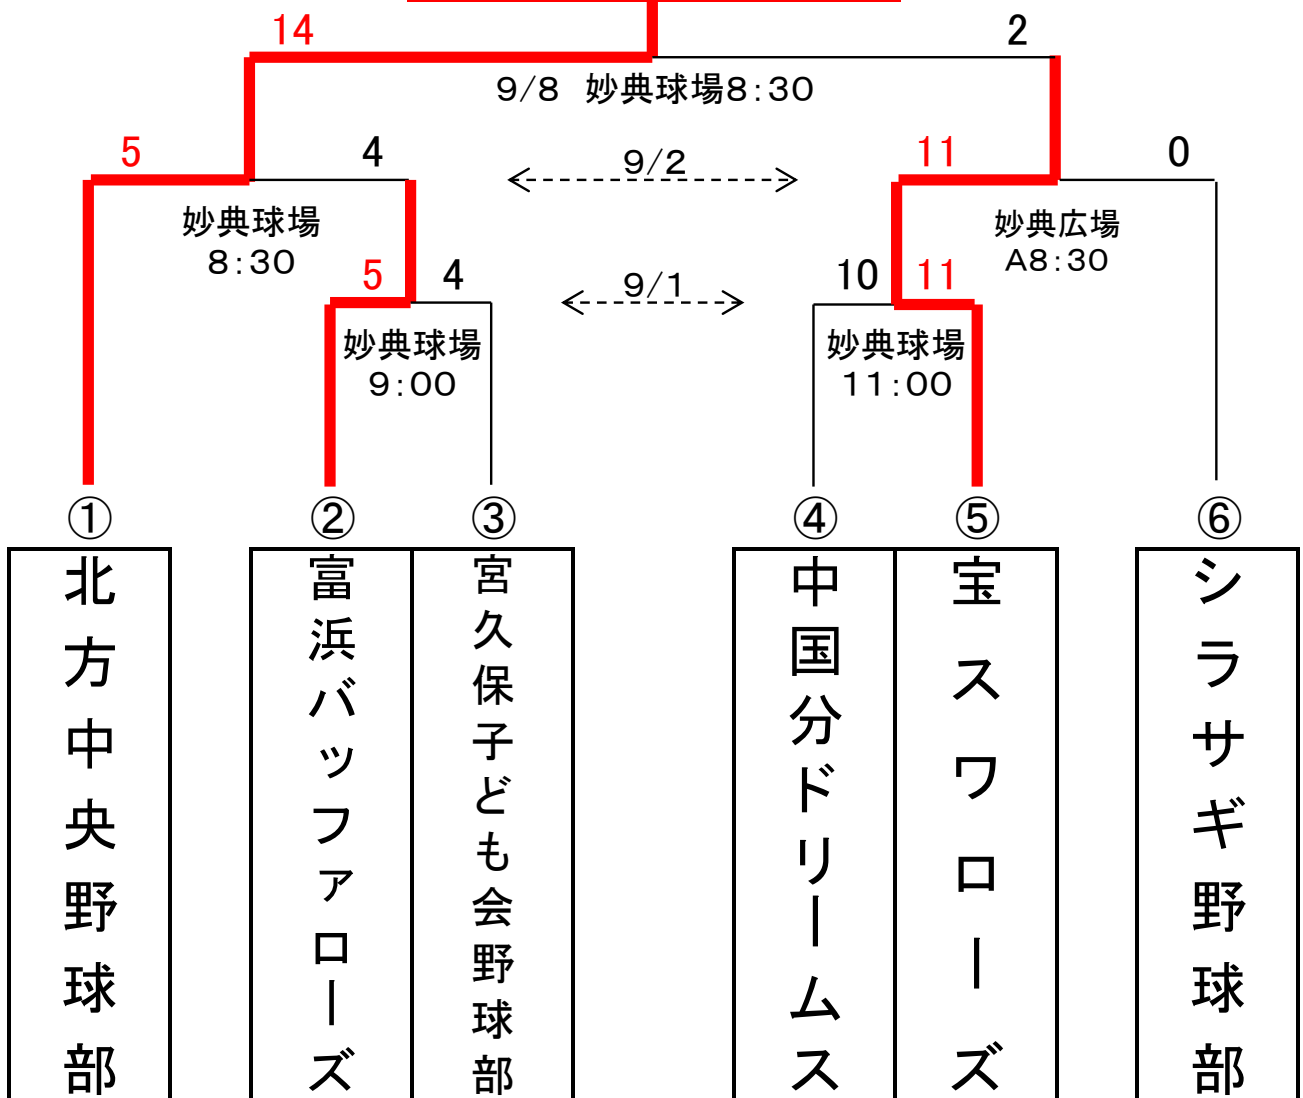 14
2
9/8 妙典球場8:30
5
4
9/2
11
0
妙典球場
8:30
妙典広場
A8:30
5
4
9/1
10
11
妙典球場
9:00
妙典球場
11:00
①
②
③
④
⑤
⑥
北方中央野球部
富浜バッファローズ
宮久保子ども会野球部
中国分ドリームス
宝スワローズ
シラサギ野球部